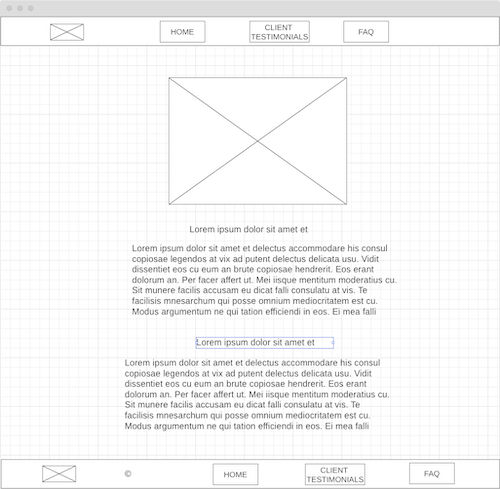 HOME
CLIENT
TESTIMONIALS
FAQ
Lorem ipsum dolor sit amet et
Lorem ipsum dolor sit amet et delectus accommodare his consul
copiosae legendos at vix ad putent delectus delicata usu. Vidit
dissentiet eos cu eum an brute copiosae hendrerit. Eos erant
dolorum an. Per facer affert ut. Mei iisque mentitum moderatius cu.
Sit munere facilis accusam eu dicat falli consulatu at vis. Te
facilisis mnesarchum qui posse omnium mediocritatem est cu.
Modus argumentum ne qui tation efficiendi in eos. Ei mea falli
Lorem ipsum dolor sit amet et
Lorem ipsum dolor sit amet et delectus accommodare his consul
copiosae legendos at vix ad putent delectus delicata usu. Vidit
dissentiet eos cu eum an brute copiosae hendrerit. Eos erant
dolorum an. Per facer affert ut. Mei iisque mentitum moderatius cu.
Sit munere facilis accusam eu dicat falli consulatu at vis. Te
facilisis mnesarchum qui posse omnium mediocritatem est cu.
Modus argumentum ne qui tation efficiendi in eos. Ei mea falli
©
HOME
CLIENT
TESTIMONIALS
FAQ